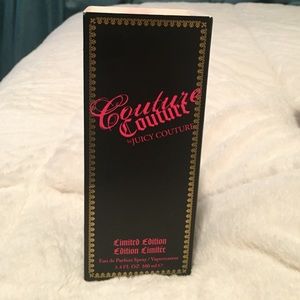 Couture
Couture
by JUICY COUTURE
Limited Edition
Edition Limitée
Eau de Parfum Spray / Vaporisateur
3.4 FL OZ 100 ml ℮